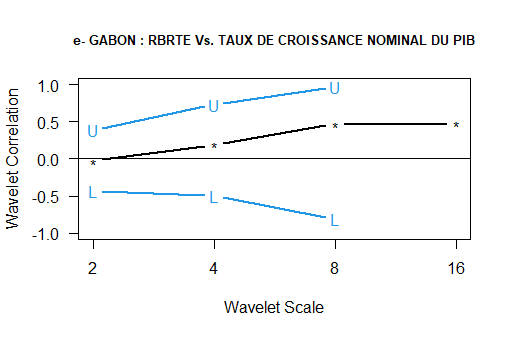 e- GABON : RBRTE Vs. TAUX DE CROISSANCE NOMINAL DU PIB
Wavelet Correlation
1.0
0.5
0.0
-0.5
-1.0
U
U
U
*
*
*
*
L
L
L
2 4 8 16
Wavelet Scale